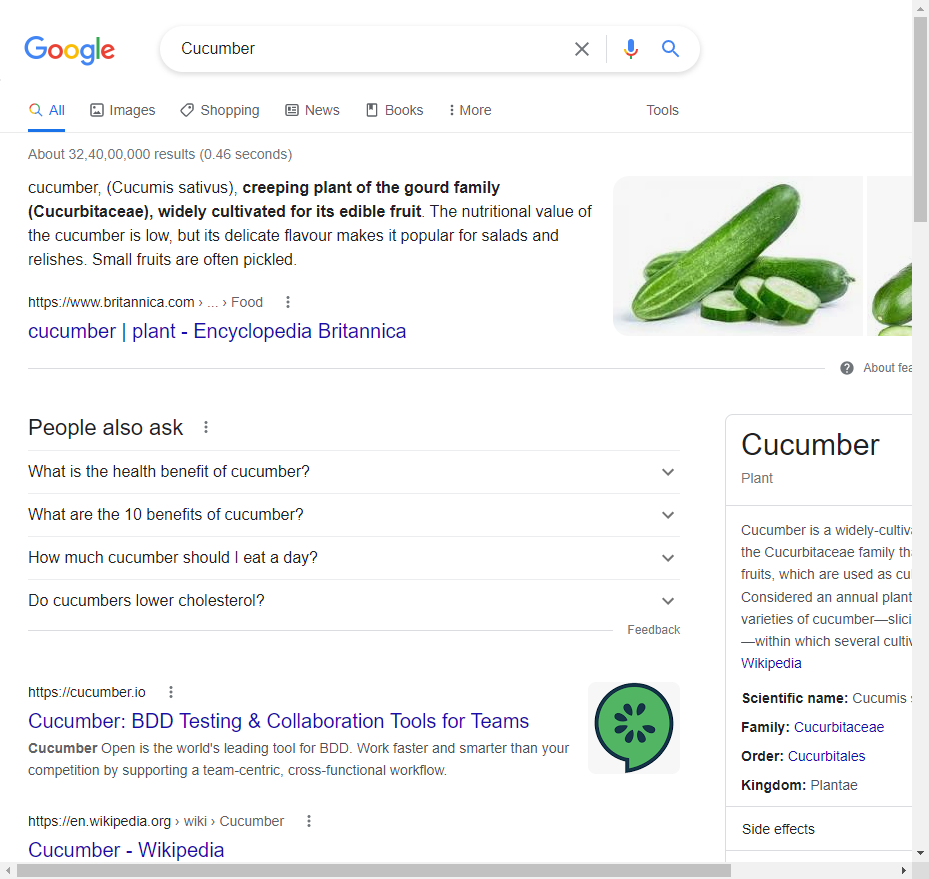 Google
Cucumber
All Images Shopping News Books More Tools
About 32,40,00,000 results (0.46 seconds)
cucumber, (Cucumis sativus), creeping plant of the gourd family
(Cucurbitaceae), widely cultivated for its edible fruit. The nutritional value of
the cucumber is low, but its delicate flavour makes it popular for salads and
relishes. Small fruits are often pickled.
https://www.britannica.com › ... › Food
cucumber | plant - Encyclopedia Britannica
About
People also ask
What is the health benefit of cucumber?
What are the 10 benefits of cucumber?
How much cucumber should I eat a day?
Do cucumbers lower cholesterol?
Feedback
https://cucumber.io
Cucumber: BDD Testing & Collaboration Tools for Teams
Cucumber Open is the world's leading tool for BDD. Work faster and smarter than your
competition by supporting a team-centric, cross-functional workflow.
https://en.wikipedia.org › wiki › Cucumber
Cucumber - Wikipedia
Cucumber
Plant
Cucumber is a
the Cucurbitaceae family
fruits, which are used as
Considered an annual plant
varieties of cucumber—
—within which several
Wikipedia
Scientific name: Cucumis
Family: Cucurbitaceae
Order: Cucurbitales
Kingdom: Plantae
Side effects